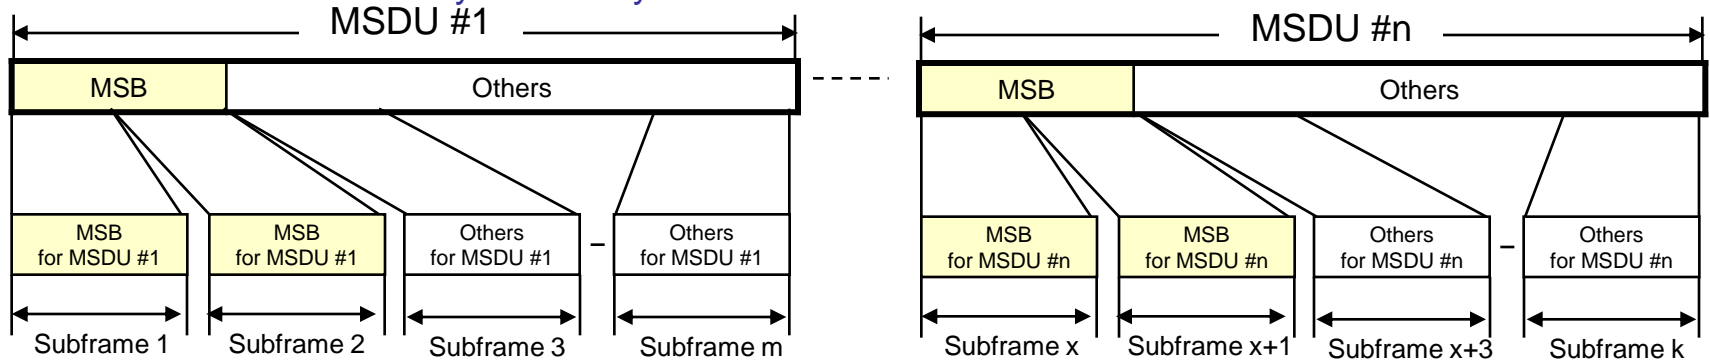 MSDU #1
MSDU #n
MSB
Others
MSB
Others
MSB
for MSDU #1
MSB
for MSDU #1
Others
for MSDU #1
–
Others
for MSDU #1
MSB
for MSDU #n
MSB
for MSDU #n
Others
for MSDU #n
–
Others
for MSDU #n
Subframe 1
Subframe 2
Subframe 3
Subframe m
Subframe x
Subframe x+1
Subframe x+3
Subframe k